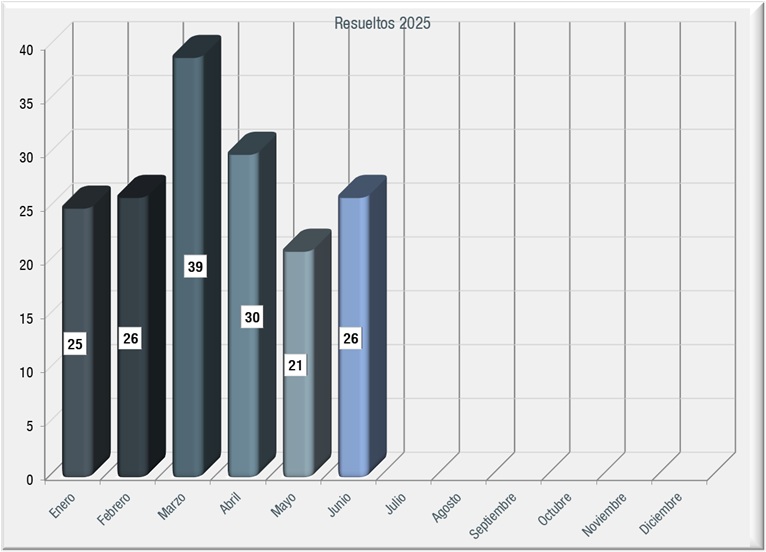 Resueltos 2025
40
35
30
25
20
15
10
5
0
39
30
26
26
25
21
Enero
Febrero
Marzo
Abril
Mayo
Junio
Julio
Agosto
Septiembre
Octubre
Noviembre
Diciembre